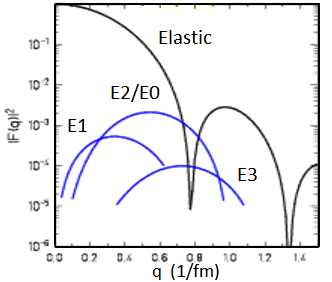 Elastic
10⁻¹
10⁻²
E2/E0
10⁻³
E1
10⁻⁴
E3
10⁻⁵
10⁻⁶
|F(q)|²
0.0 0.2 0.4 0.6 0.8 1.0 1.2 1.4
q (1/fm)